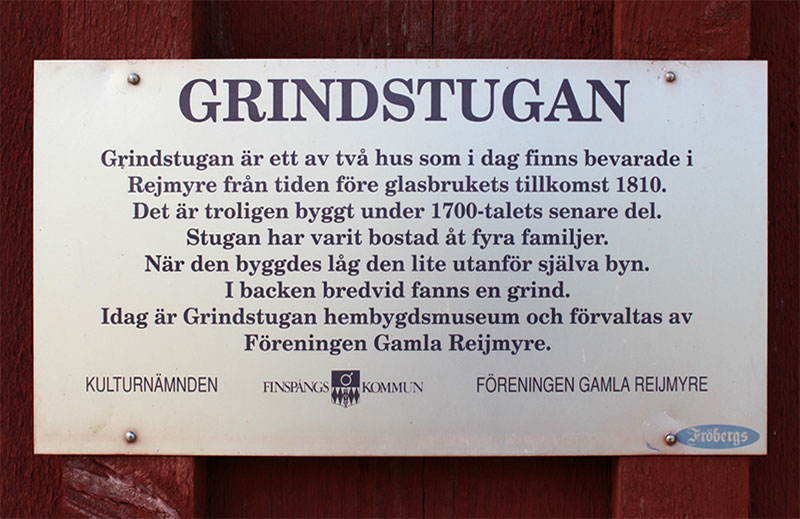 GRINDSTUGAN
Grindstugan är ett av två hus som i dag finns bevarade i
Rejmyre från tiden före glasbrukets tillkomst 1810.
Det är troligen byggt under 1700-talets senare del.
Stugan har varit bostad åt fyra familjer.
När den byggdes låg den lite utanför själva byn.
I backen bredvid fanns en grind.
Idag är Grindstugan hembygdsmuseum och förvaltas av
Föreningen Gamla Reijmyre.
KULTURNÄMNDEN FINSPÅNGS KOMMUN FÖRENINGEN GAMLA REIJMYRE
Fröbergs